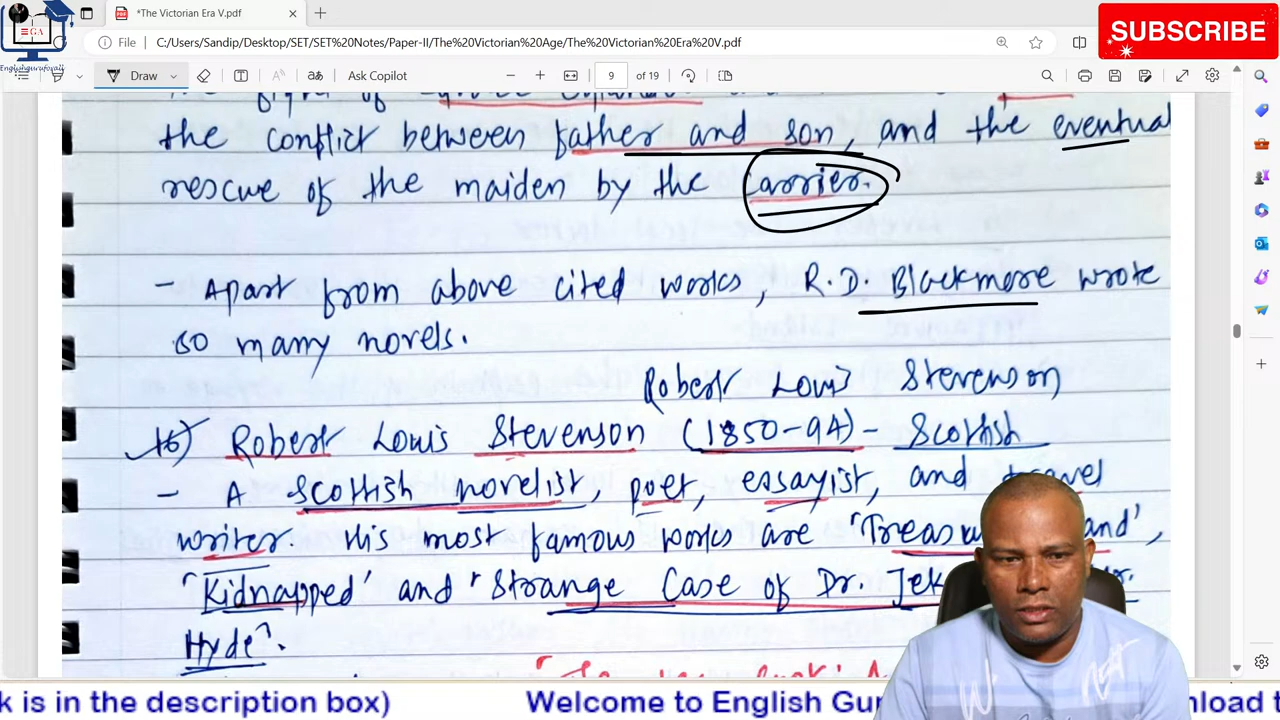 *The Victorian Era V.pdf
EGA
Englishguruforall
SUBSCRIBE
File C:/Users/Sandip/Desktop/SET/SET%20Notes/Paper-II/The%20Victorian%20Age/The%20Victorian%20Era%20V.pdf
Draw
Ask Copilot
9 of 19
the conflict between father and son, and the eventual
rescue of the maiden by the carrier.
- Apart from above cited works, R.D. Blackmore wrote
so many novels.
Robert Louis Stevenson
16) Robert Louis Stevenson (1850-94) - Scottish
- A Scottish novelist, poet, essayist, and
writer. His most famous works are '
'Kidnapped' and 'Strange Case of Dr.
Hyde'.
k is in the description box) Welcome to English